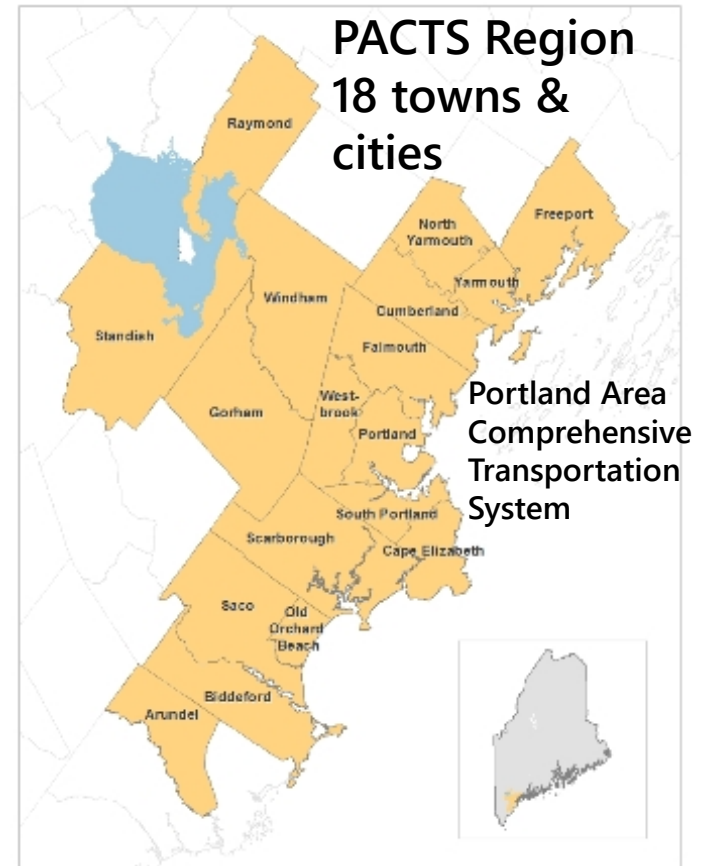 PACTS Region
18 towns &
cities
Raymond
Freeport
North
Yarmouth
Yarmouth
Windham
Cumberland
Standish
Falmouth
West-
brook
Gorham
Portland
Portland Area
Comprehensive
Transportation
System
South Portland
Scarborough
Cape Elizabeth
Saco
Old
Orchard
Beach
Biddeford
Arundel